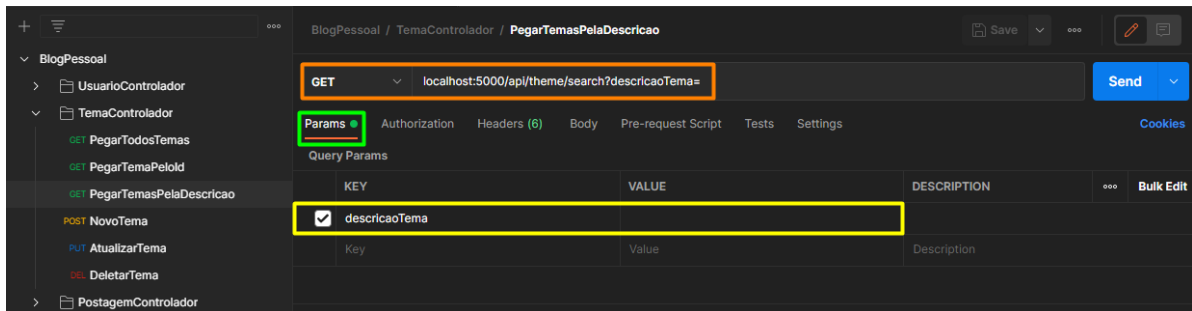 BlogPessoal / TemaControlador / PegarTemasPelaDescricao
Save
BlogPessoal
UsuarioControlador
TemaControlador
GET PegarTodosTemas
GET PegarTemaPeloId
GET PegarTemasPelaDescricao
POST NovoTema
PUT AtualizarTema
DEL DeletarTema
PostagemControlador
GET localhost:5000/api/theme/search?descricaoTema= Send
Params Authorization Headers (6) Body Pre-request Script Tests Settings Cookies
Query Params
KEY VALUE DESCRIPTION Bulk Edit
descricaoTema
Key Value Description